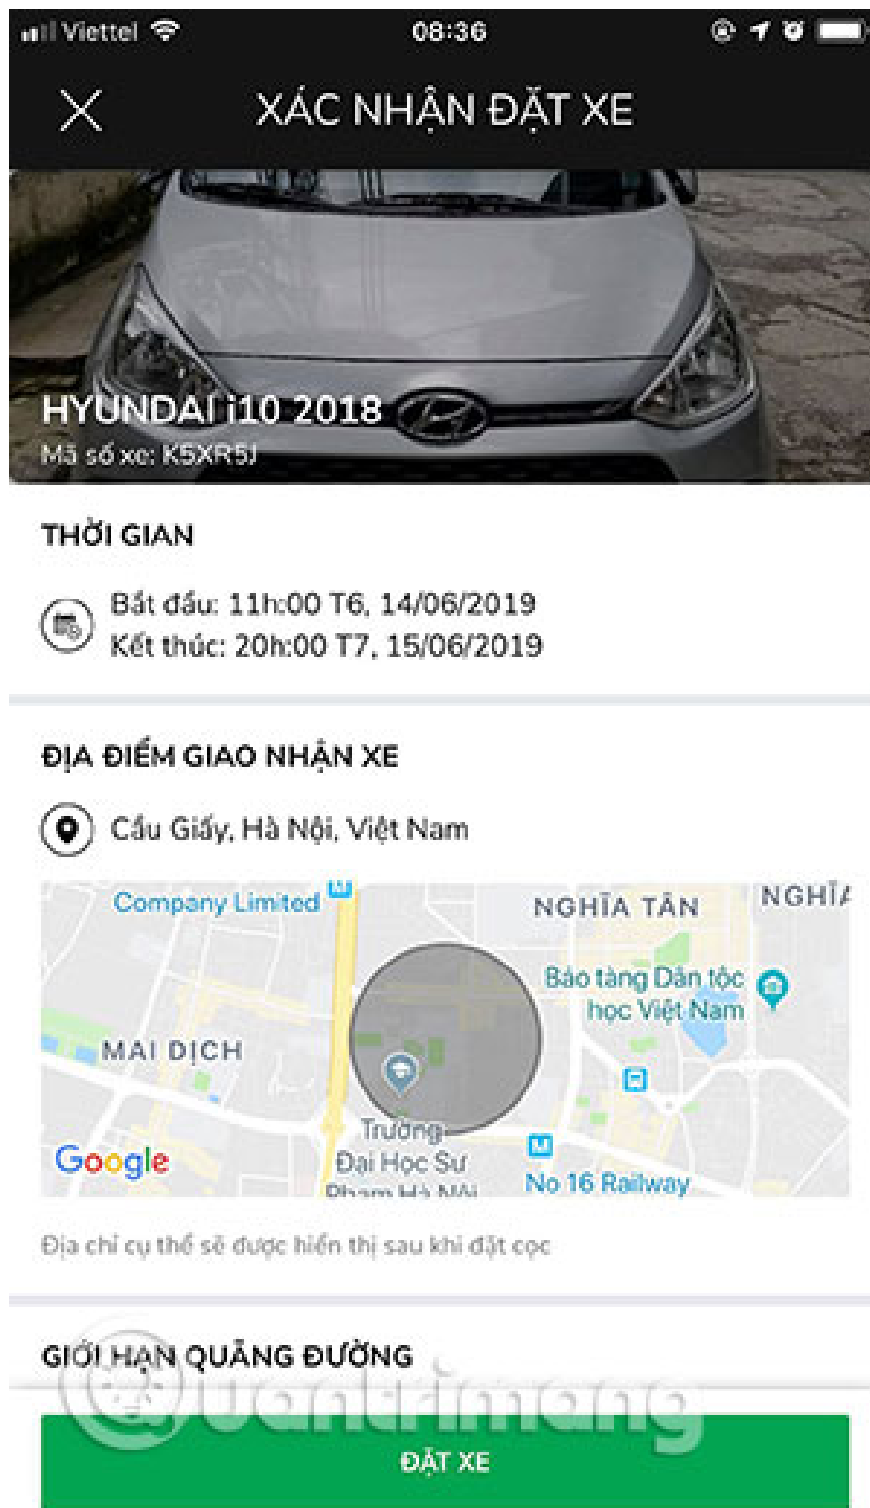 Viettel
08:36
XÁC NHẬN ĐẶT XE
HYUNDAI i10 2018
Mã số xe: K5XR5J
THỜI GIAN
Bắt đầu: 11h:00 T6, 14/06/2019
Kết thúc: 20h:00 T7, 15/06/2019
ĐỊA ĐIỂM GIAO NHẬN XE
Cầu Giấy, Hà Nội, Việt Nam
Company Limited
NGHĨA TÂN
NGHĨA
Bảo tàng Dân tộc
học Việt Nam
MAI DỊCH
Trường
Đại Học Sư
Phạm Hà Nội
No 16 Railway
Google
Địa chỉ cụ thể sẽ được hiển thị sau khi đặt cọc
GIỚI HẠN QUÃNG ĐƯỜNG
Quantrimang
ĐẶT XE